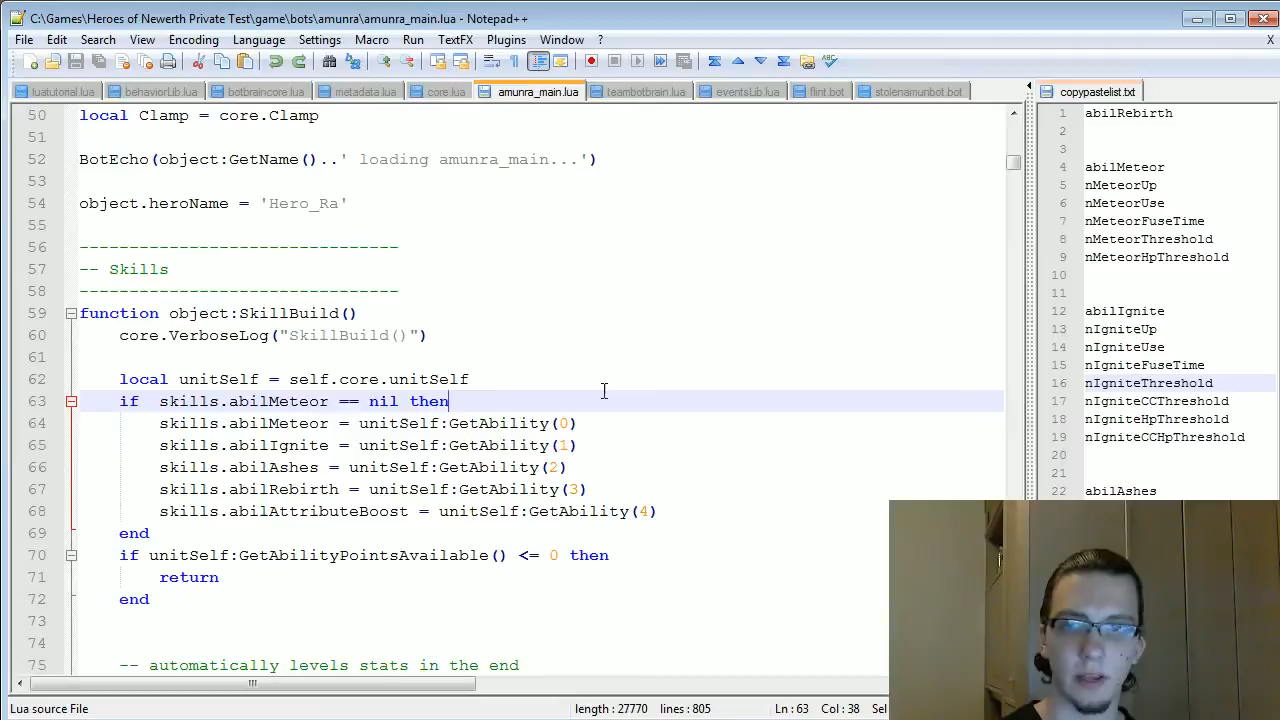 C:\Games\Heroes of Newerth Private Test\game\bots\amunra\amunra_main.lua - Notepad++
File Edit Search View Encoding Language Settings Macro Run TextFX Plugins Window ? X
luatutorial.lua behaviorLib.lua botbraincore.lua metadata.lua core.lua amunra_main.lua teambotbrain.lua eventsLib.lua flint.bot stolenamunbot.bot copypastelist.txt
50 local Clamp = core.Clamp
51
52 BotEcho(object:GetName()..' loading amunra_main...')
53
54 object.heroName = 'Hero_Ra'
55
56 --------------------------------
57 -- Skills
58 --------------------------------
59 function object:SkillBuild()
60 core.VerboseLog("SkillBuild()")
61
62 local unitSelf = self.core.unitSelf
63 if  skills.abilMeteor == nil then
64 skills.abilMeteor = unitSelf:GetAbility(0)
65 skills.abilIgnite = unitSelf:GetAbility(1)
66 skills.abilAshes = unitSelf:GetAbility(2)
67 skills.abilRebirth = unitSelf:GetAbility(3)
68 skills.abilAttributeBoost = unitSelf:GetAbility(4)
69 end
70 if unitSelf:GetAbilityPointsAvailable() <= 0 then
71 return
72 end
73
74
75 -- automatically levels stats in the end
1 abilRebirth
2
3
4 abilMeteor
5 nMeteorUp
6 nMeteorUse
7 nMeteorFuseTime
8 nMeteorThreshold
9 nMeteorHpThreshold
10
11
12 abilIgnite
13 nIgniteUp
14 nIgniteUse
15 nIgniteFuseTime
16 nIgniteThreshold
17 nIgniteCCThreshold
18 nIgniteHpThreshold
19 nIgniteCCHpThreshold
20
21
22 abilAshes
Lua source File length : 27770 lines : 805 Ln : 63 Col : 38 Sel